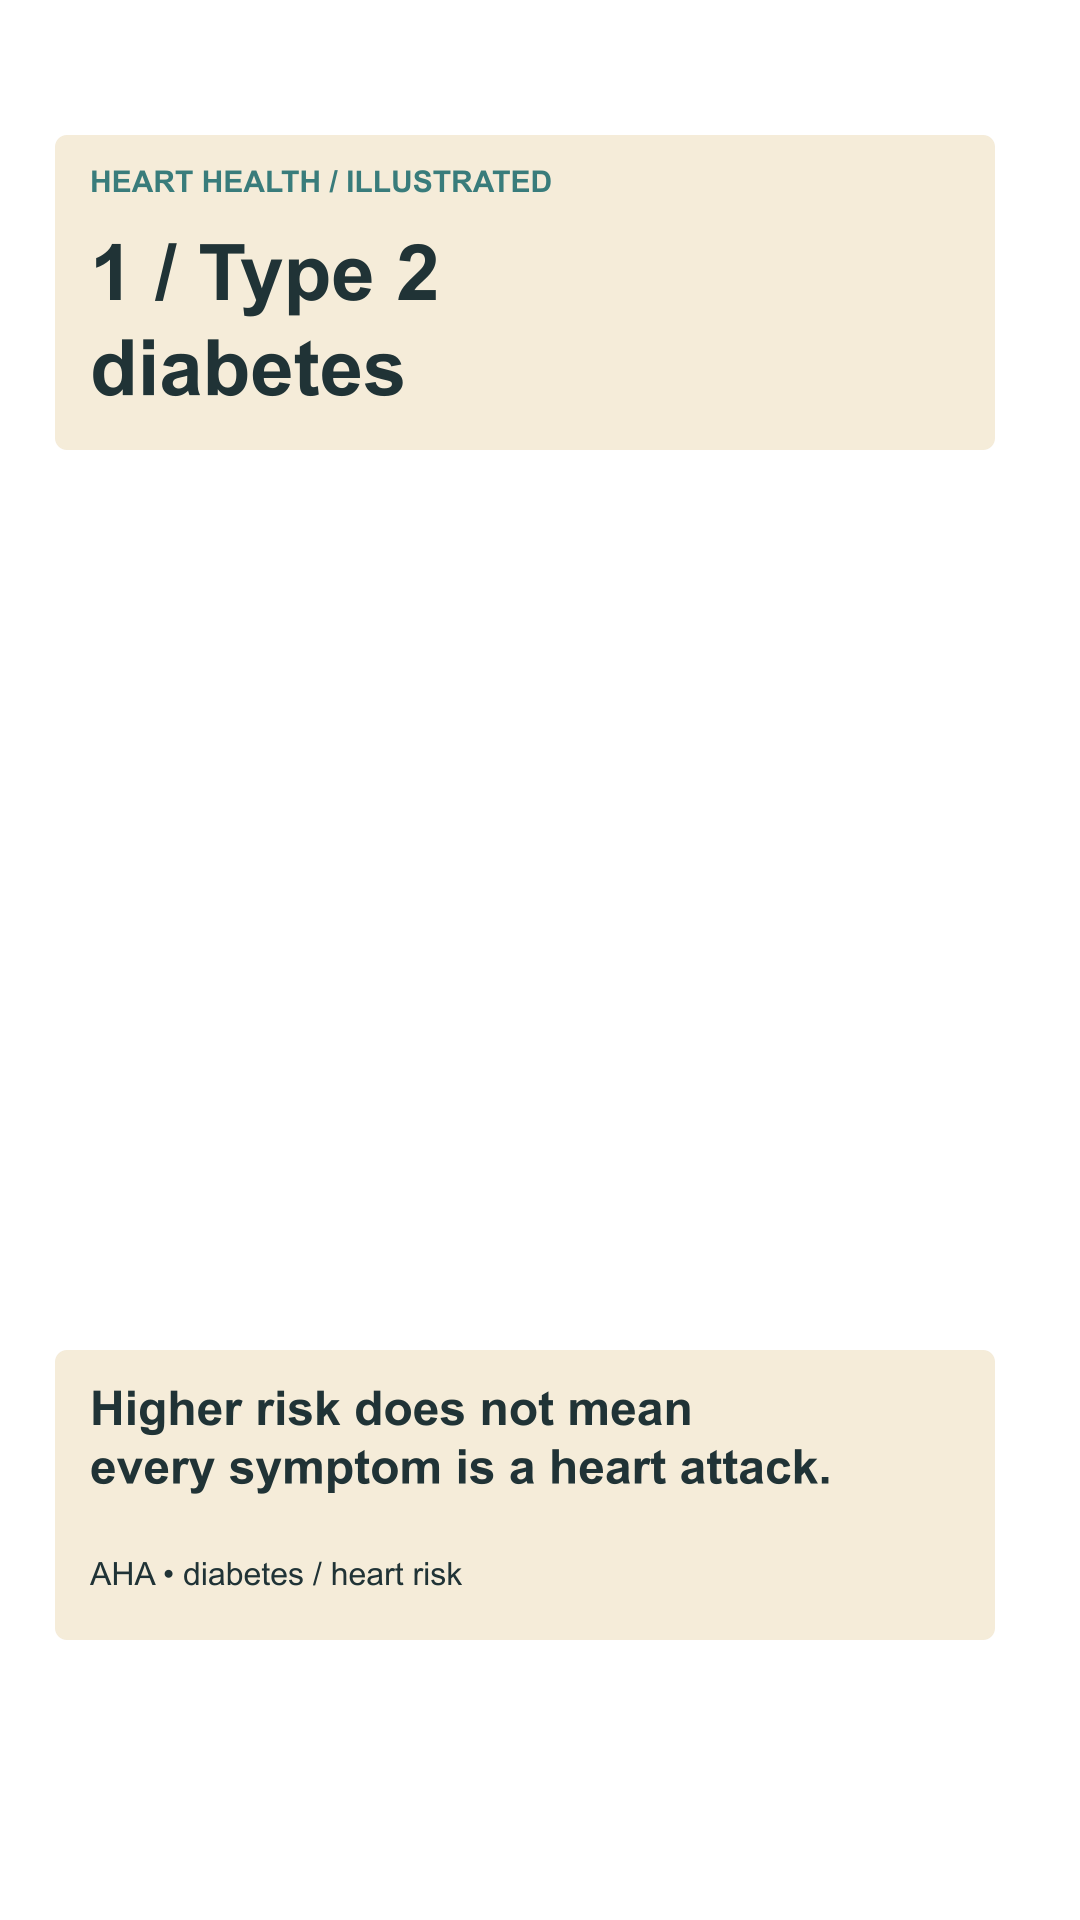 HEART HEALTH / ILLUSTRATED
1 / Type 2
diabetes
Higher risk does not mean
every symptom is a heart attack.
AHA • diabetes / heart risk